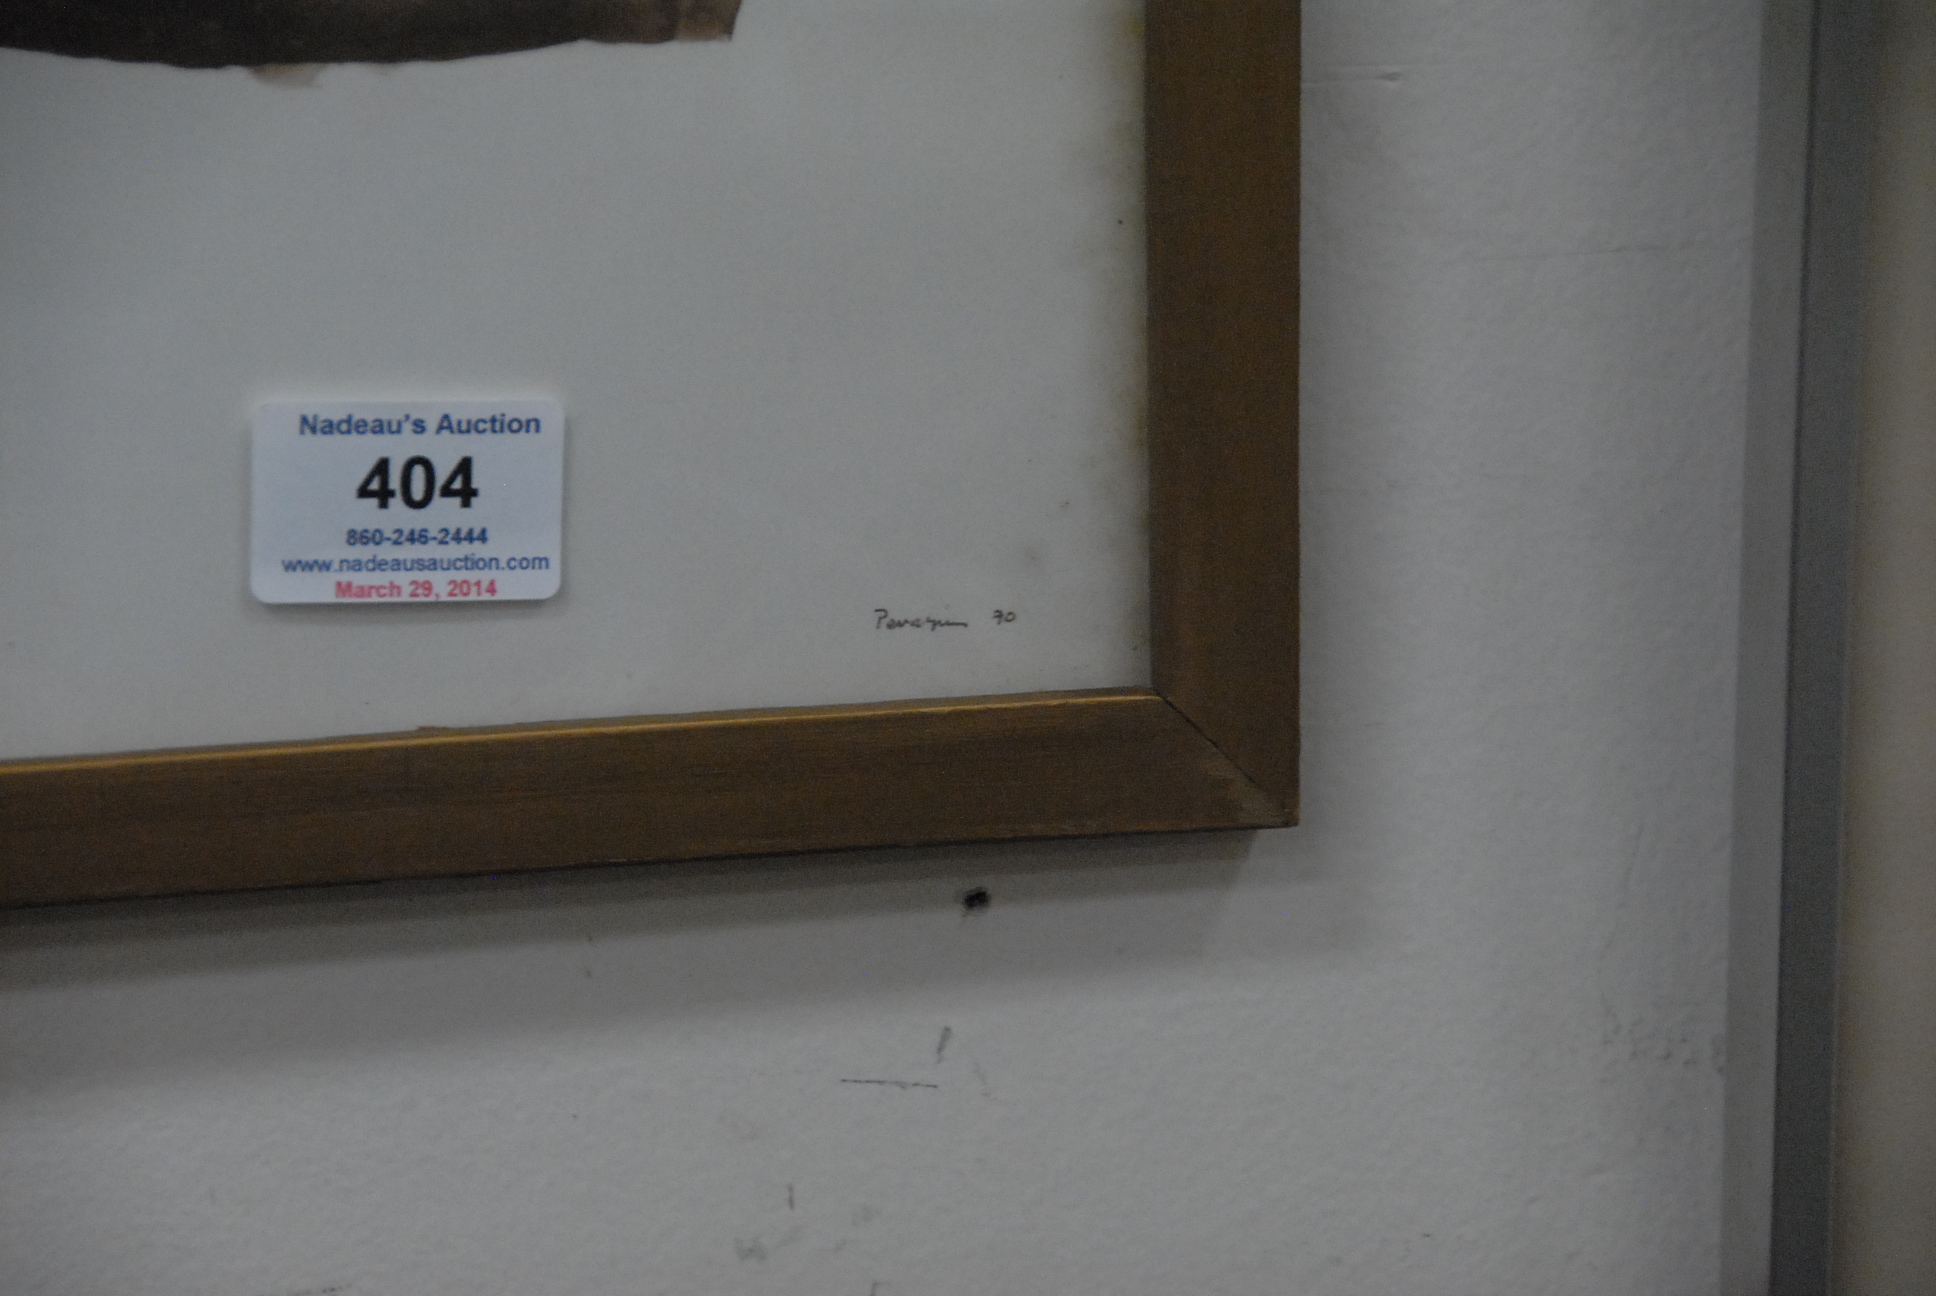 Nadeau's Auction
404
860-246-2444
www.nadeausauction.com
March 29, 2014
70